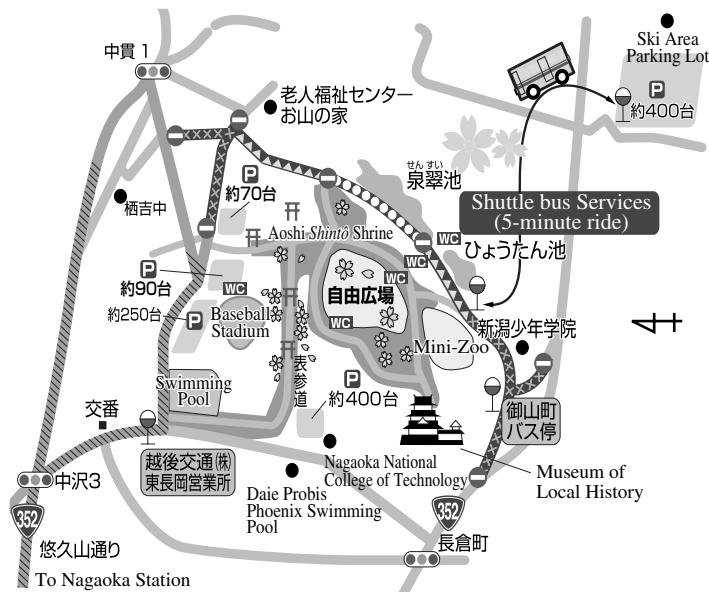 中貫 1
Ski Area
Parking Lot
P
約400台
老人福祉センター
お山の家
せんすい
泉翠池
P
約70台
栖吉中
Shuttle bus Services
(5-minute ride)
Aoshi Shintô Shrine
WC
ひょうたん池
WC
WC
P
約90台
WC
自由広場
約250台
P
Baseball
Stadium
WC
新潟少年学院
Mini-Zoo
表参道
Swimming
Pool
P
約400台
交番
御山町
バス停
越後交通㈱
東長岡営業所
Nagaoka National
College of Technology
Museum of
Local History
中沢3
Daie Probis
Phoenix Swimming
Pool
352
352
悠久山通り
長倉町
To Nagaoka Station